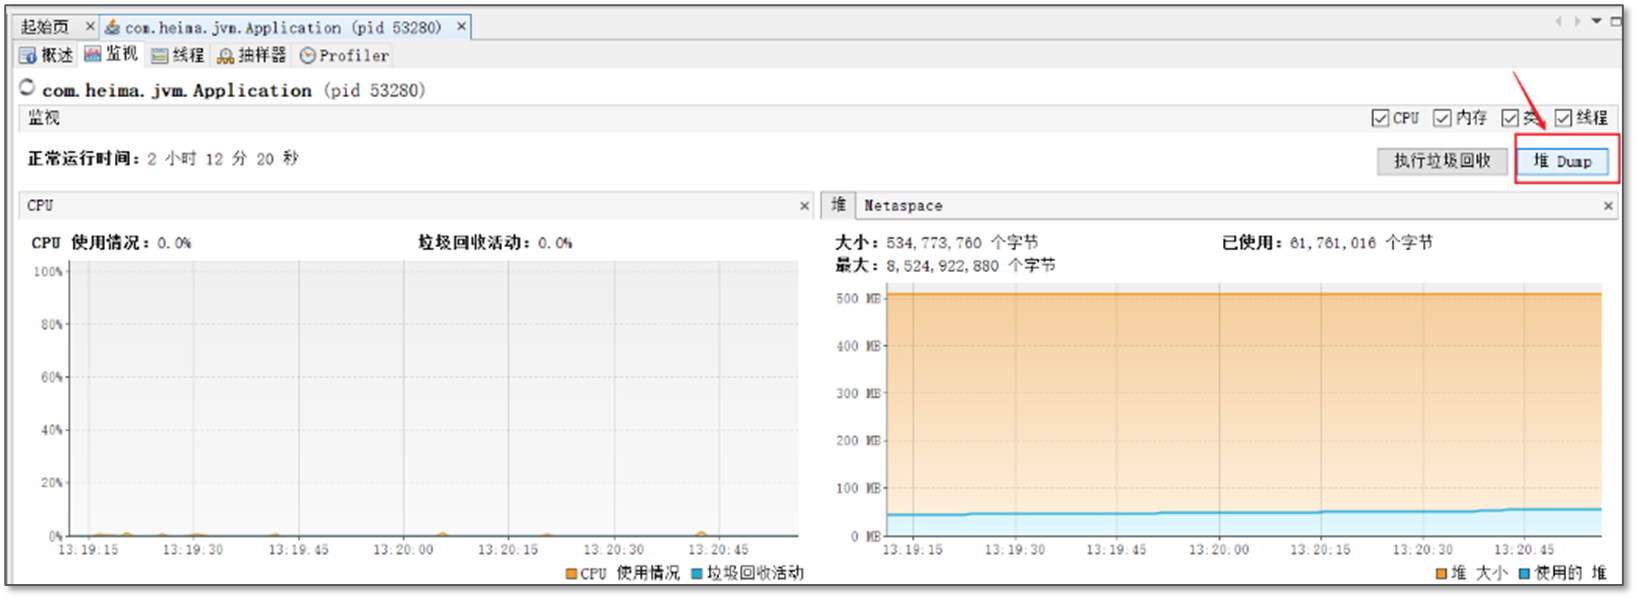 起始页
com.heima.jvm.Application (pid 53280)
概述 监视 线程 抽样器 Profiler
com.heima.jvm.Application (pid 53280)
监视
CPU 内存 类 线程
正常运行时间: 2 小时 12 分 20 秒
执行垃圾回收 堆 Dump
CPU
堆 Metaspace
CPU 使用情况: 0.0% 垃圾回收活动: 0.0%
大小: 534,773,760 个字节 已使用: 61,761,016 个字节
最大: 8,524,922,880 个字节
100%
80%
60%
40%
20%
0%
13:19:15 13:19:30 13:19:45 13:20:00 13:20:15 13:20:30 13:20:45
CPU 使用情况 垃圾回收活动
500 MB
400 MB
300 MB
200 MB
100 MB
0 MB
13:19:15 13:19:30 13:19:45 13:20:00 13:20:15 13:20:30 13:20:45
堆 大小 使用的 堆